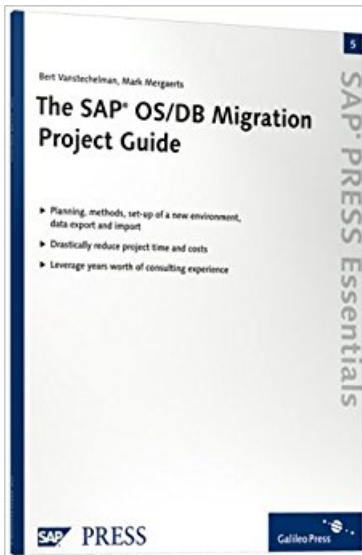 5
SAP PRESS Essentials
Bert Vanstechelman, Mark Mergaerts
The SAP® OS/DB Migration
Project Guide
▶ Planning, methods, set-up of a new environment,
data export and import
▶ Drastically reduce project time and costs
▶ Leverage years worth of consulting experience
SAP PRESS
Galileo Press